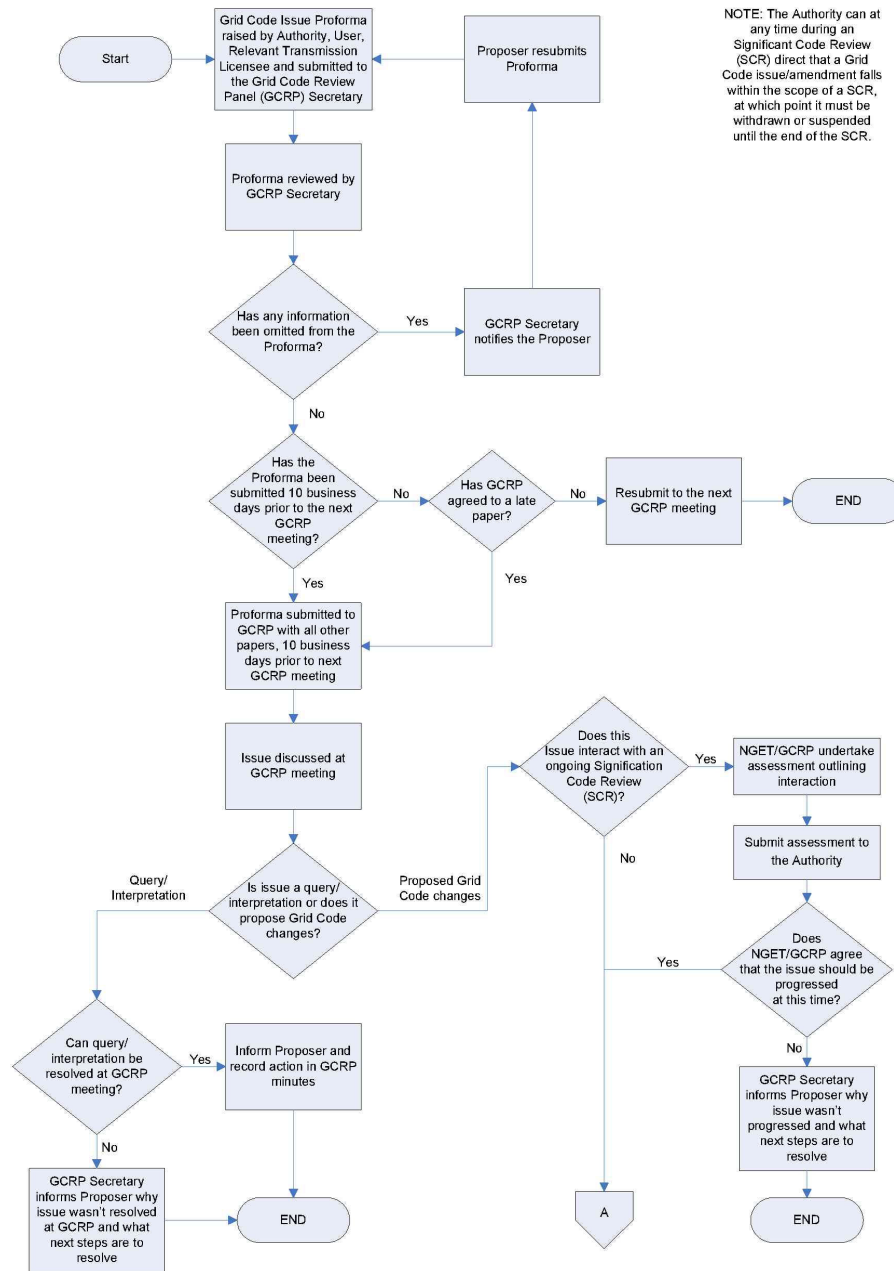 Start
Grid Code Issue Proforma
raised by Authority, User,
Relevant Transmission
Licensee and submitted to
the Grid Code Review
Panel (GCRP) Secretary
Proposer resubmits
Proforma
NOTE: The Authority can at
any time during an
Significant Code Review
(SCR) direct that a Grid
Code issue/amendment falls
within the scope of a SCR,
at which point it must be
withdrawn or suspended
until the end of the SCR.
Proforma reviewed by
GCRP Secretary
Has any information
been omitted from the
Proforma?
Yes
GCRP Secretary
notifies the Proposer
No
Has the
Proforma been
submitted 10 business
days prior to the next
GCRP
meeting?
No
Has GCRP
agreed to a late
paper?
No
Resubmit to the next
GCRP meeting
END
Yes
Yes
Proforma submitted to
GCRP with all other
papers, 10 business
days prior to next
GCRP meeting
Issue discussed at
GCRP meeting
Does this
Issue interact with an
ongoing Signification
Code Review
(SCR)?
Yes
NGET/GCRP undertake
assessment outlining
interaction
Submit assessment to
the Authority
No
Query/
Interpretation
Is issue a query/
interpretation or does it
propose Grid Code
changes?
Proposed Grid
Code changes
Does
NGET/GCRP agree
that the issue should be
progressed
at this time?
Yes
No
Can query/
interpretation be
resolved at GCRP
meeting?
Yes
Inform Proposer and
record action in GCRP
minutes
No
GCRP Secretary
informs Proposer why
issue wasn't resolved
at GCRP and what
next steps are to
resolve
END
A
GCRP Secretary
informs Proposer why
issue wasn't
progressed and what
next steps are to
resolve
END